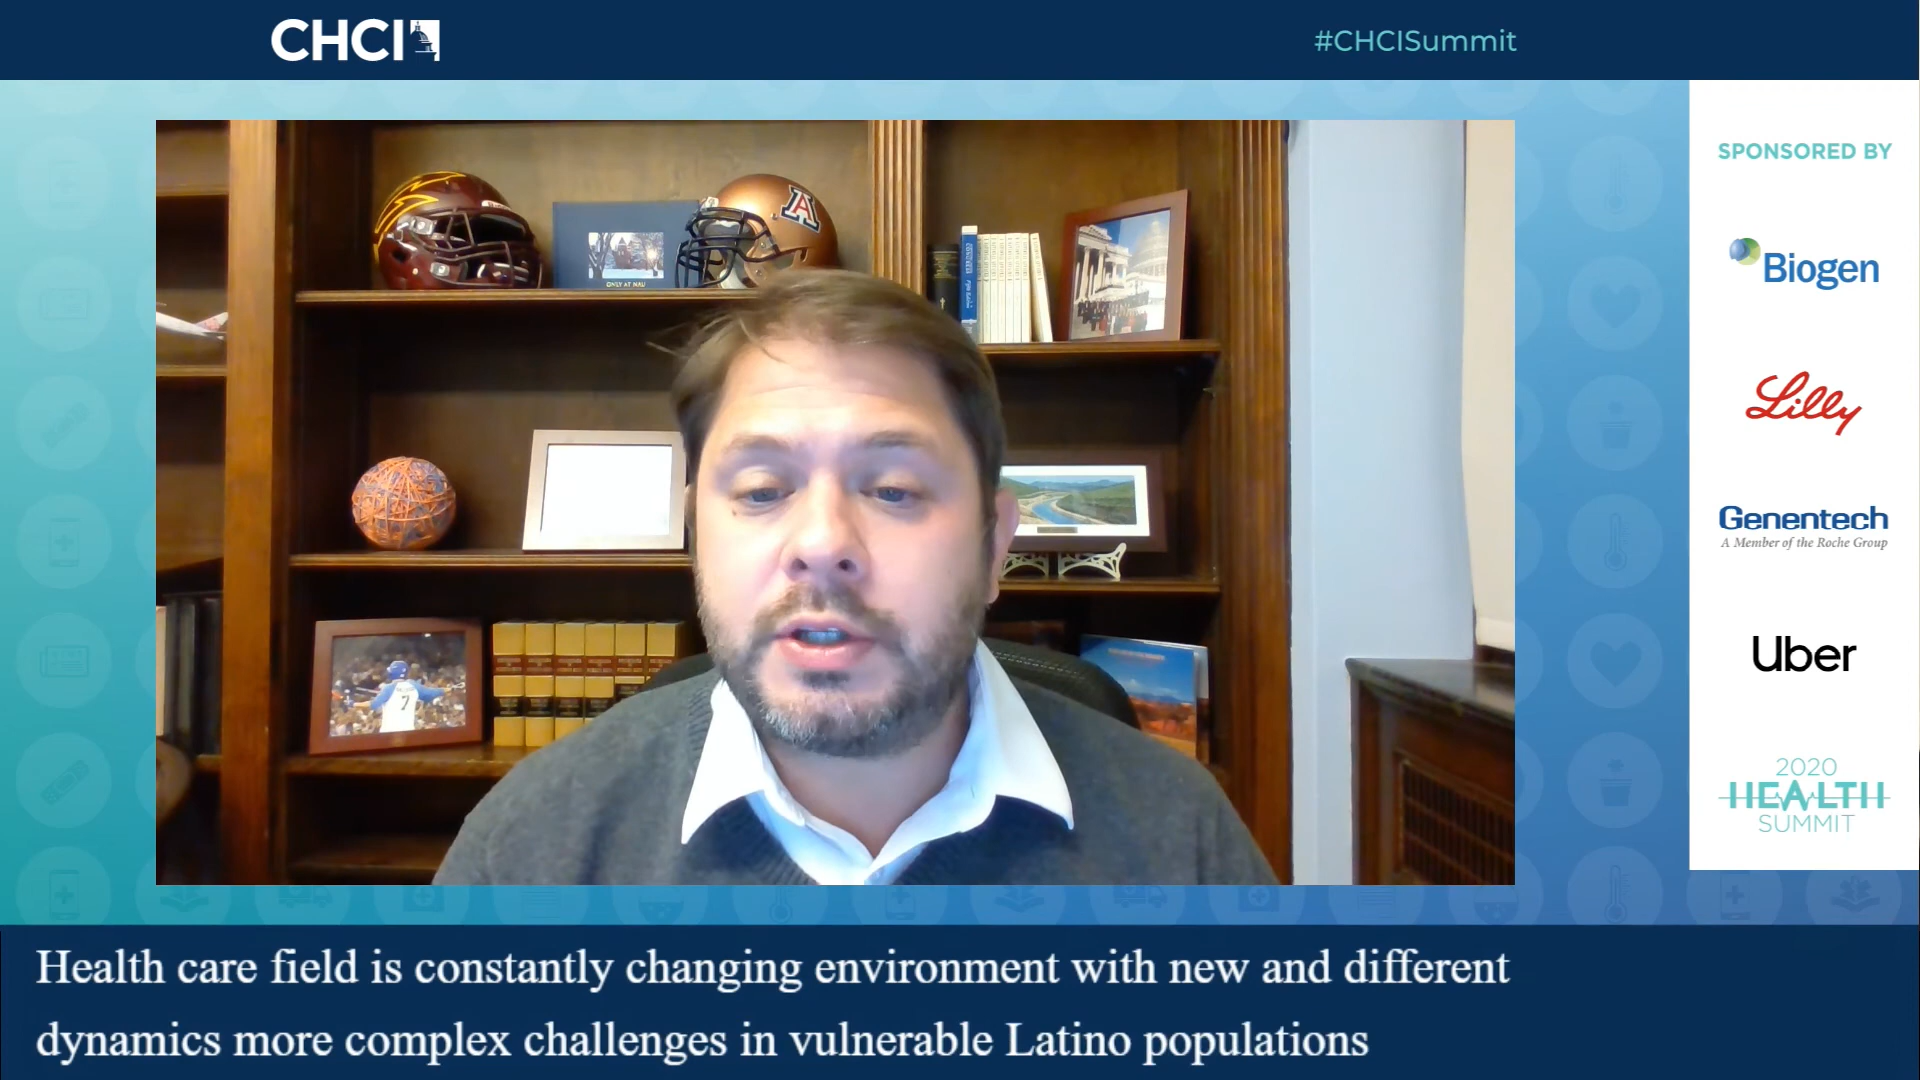 CHCI
#CHCISummit
SPONSORED BY
Biogen
Lilly
Genentech
A Member of the Roche Group
Uber
2020
HEALTH
SUMMIT
A
ONLY AT NAU
7
Health care field is constantly changing environment with new and different
dynamics more complex challenges in vulnerable Latino populations